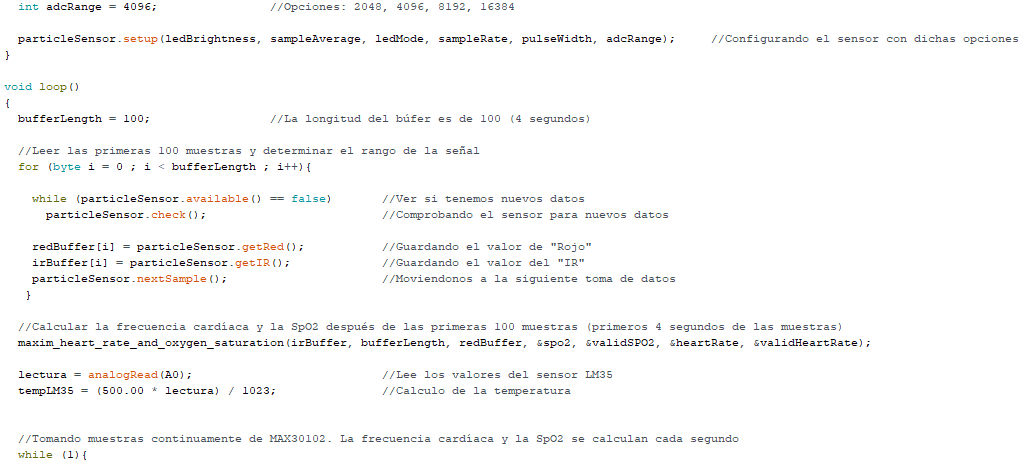 int adcRange = 4096;                //Opciones: 2048, 4096, 8192, 16384
particleSensor.setup(ledBrightness, sampleAverage, ledMode, sampleRate, pulseWidth, adcRange);     //Configurando el sensor con dichas opciones
}
void loop()
{
bufferLength = 100;                 //La longitud del búfer es de 100 (4 segundos)
//Leer las primeras 100 muestras y determinar el rango de la señal
for (byte i = 0 ; i < bufferLength ; i++){
while (particleSensor.available() == false)       //Ver si tenemos nuevos datos
particleSensor.check();                         //Comprobando el sensor para nuevos datos
redBuffer[i] = particleSensor.getRed();           //Guardando el valor de "Rojo"
irBuffer[i] = particleSensor.getIR();             //Guardando el valor del "IR"
particleSensor.nextSample();                      //Moviendonos a la siguiente toma de datos
}
//Calcular la frecuencia cardíaca y la SpO2 después de las primeras 100 muestras (primeros 4 segundos de las muestras)
maxim_heart_rate_and_oxygen_saturation(irBuffer, bufferLength, redBuffer, &spo2, &validSPO2, &heartRate, &validHeartRate);
lectura = analogRead(A0);                           //Lee los valores del sensor LM35
tempLM35 = (500.00 * lectura) / 1023;               //Calculo de la temperatura
//Tomando muestras continuamente de MAX30102. La frecuencia cardíaca y la SpO2 se calculan cada segundo
while (1){